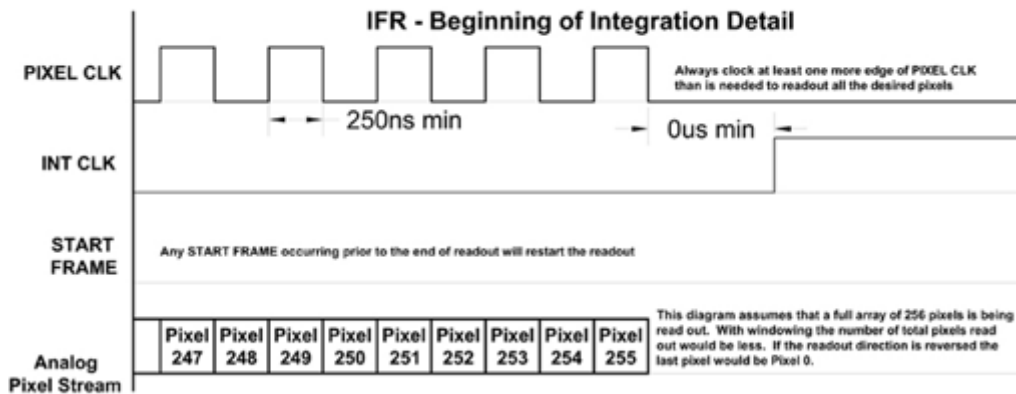 IFR - Beginning of Integration Detail
PIXEL CLK
Always clock at least one more edge of PIXEL CLK
than is needed to readout all the desired pixels
250ns min
0us min
INT CLK
START
FRAME
Any START FRAME occurring prior to the end of readout will restart the readout
Analog
Pixel Stream
Pixel 247
Pixel 248
Pixel 249
Pixel 250
Pixel 251
Pixel 252
Pixel 253
Pixel 254
Pixel 255
This diagram assumes that a full array of 256 pixels is being
read out. With windowing the number of total pixels read
out would be less. If the readout direction is reversed the
last pixel would be Pixel 0.